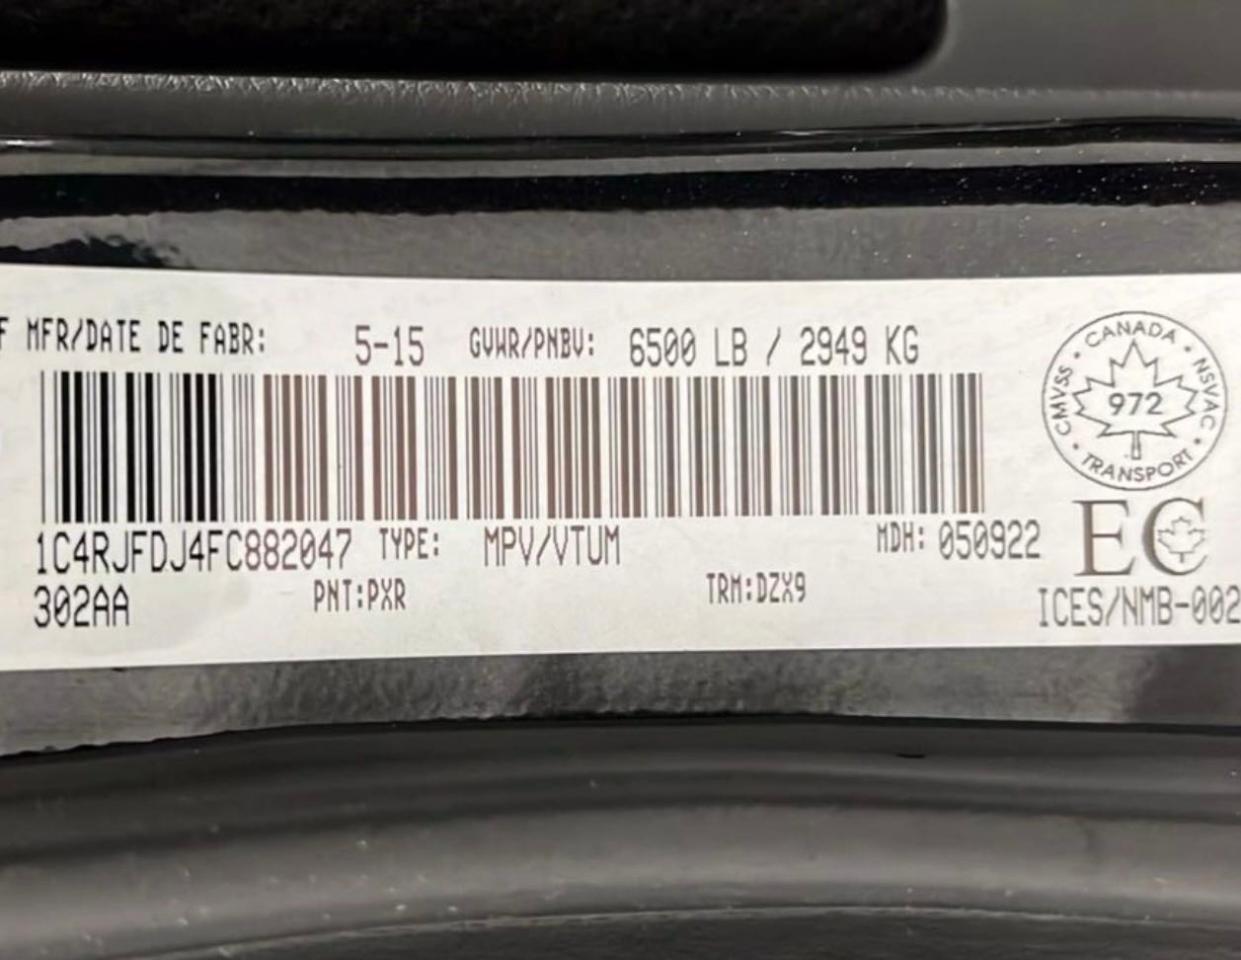 F MFR/DATE DE FABR: 5-15 GVWR/PNBV: 6500 LB / 2949 KG
CANADA • NSVAC • TRANSPORT • CMVSS •
972
1C4RJFDJ4FC882047 TYPE: MPV/VTUM MDH: 050922
EC
302AA PNT:PXR TRM:DZX9 ICES/NMB-002